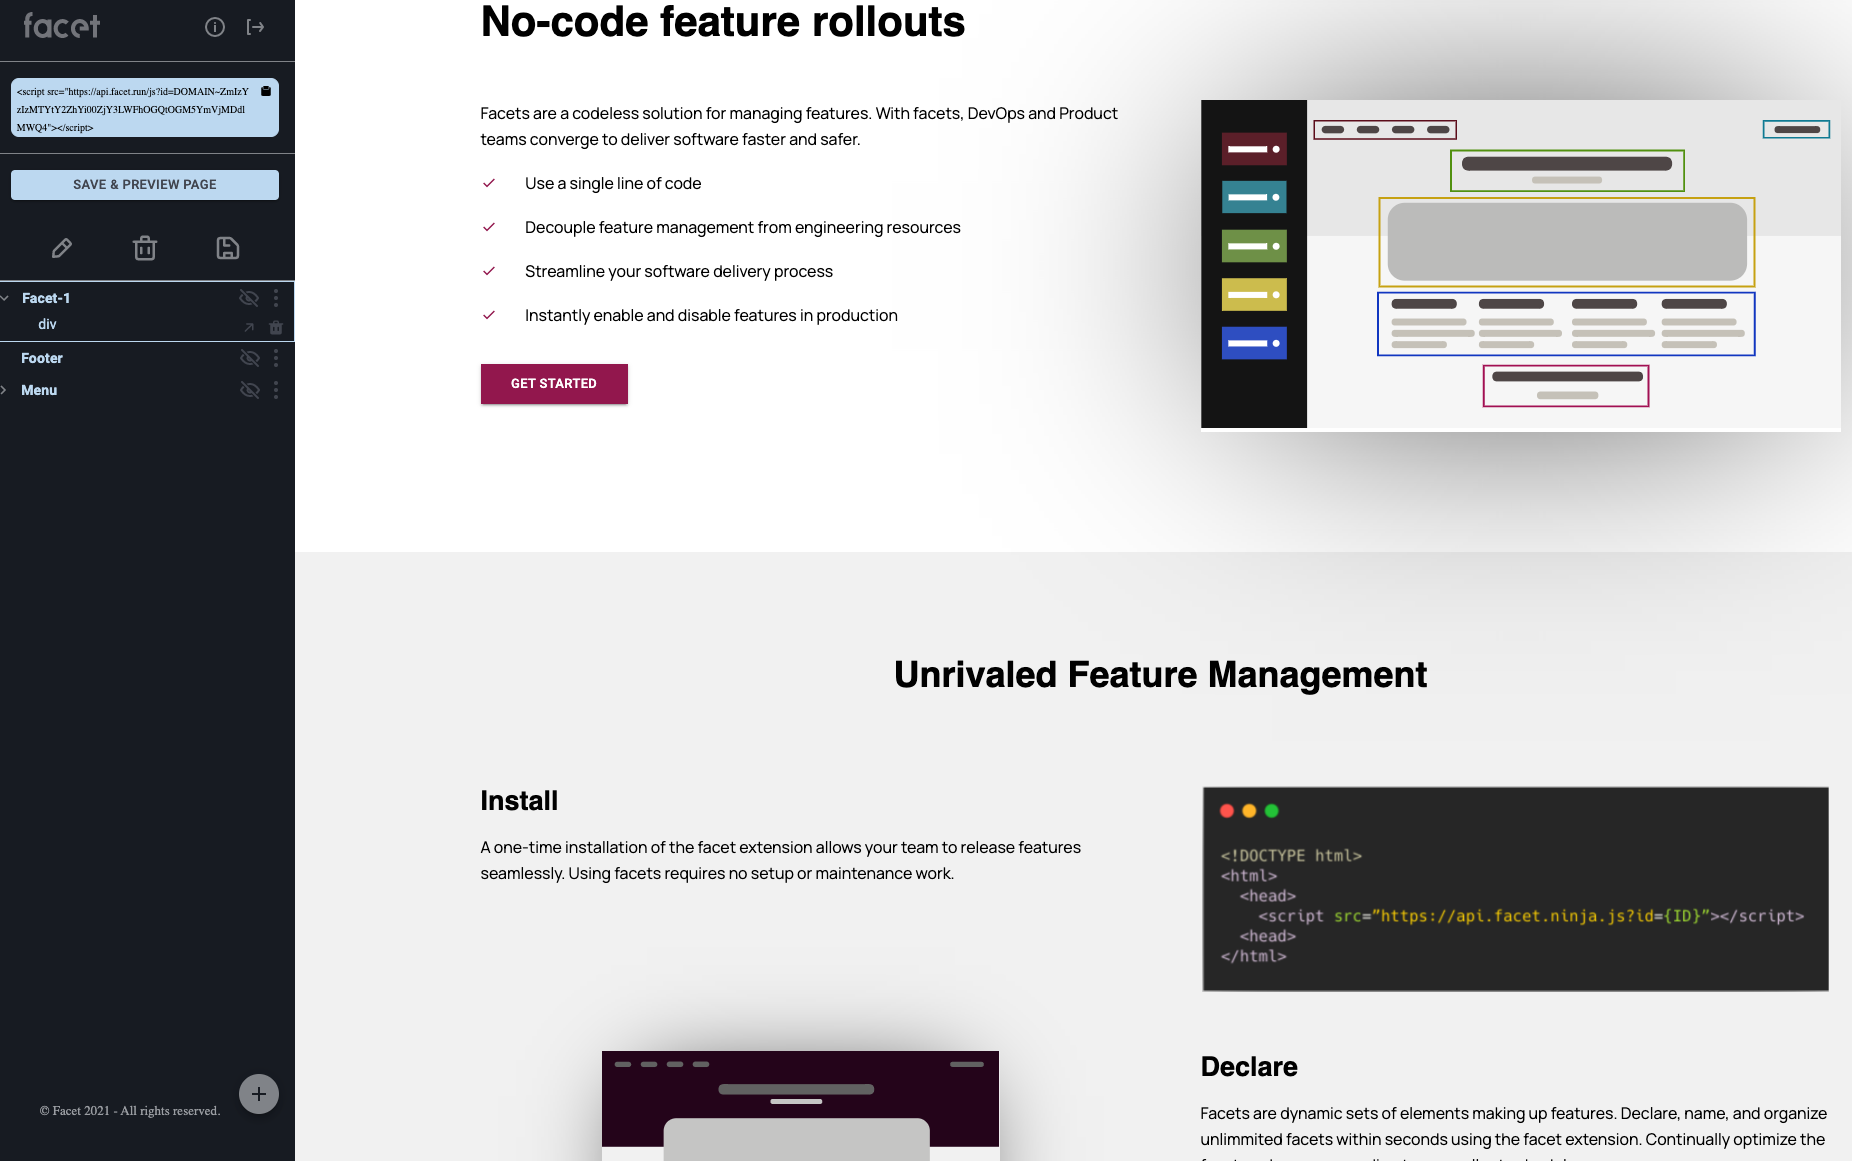 facet
<script src="https://api.facet.run/js?id=DOMAIN~ZmIzY
zIzMTYtY2ZhYi00ZjY3LWFhOGQtOGM5YmVjMDdl
MWQ4"></script>
SAVE & PREVIEW PAGE
Facet-1
div
Footer
Menu
© Facet 2021 - All rights reserved.
No-code feature rollouts
Facets are a codeless solution for managing features. With facets, DevOps and Product
teams converge to deliver software faster and safer.
Use a single line of code
Decouple feature management from engineering resources
Streamline your software delivery process
Instantly enable and disable features in production
GET STARTED
Unrivaled Feature Management
Install
A one-time installation of the facet extension allows your team to release features
seamlessly. Using facets requires no setup or maintenance work.
<!DOCTYPE html>
<html>
<head>
<script src=”https://api.facet.ninja.js?id={ID}”></script>
<head>
</html>
Declare
Facets are dynamic sets of elements making up features. Declare, name, and organize
unlimmited facets within seconds using the facet extension. Continually optimize the